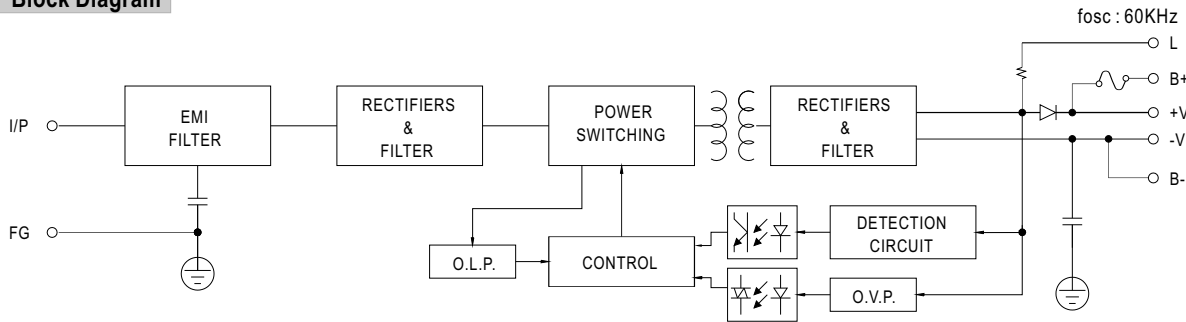 Block Diagram
fosc : 60KHz
L
B+
+V
-V
B-
I/P
EMI
FILTER
RECTIFIERS
&
FILTER
POWER
SWITCHING
RECTIFIERS
&
FILTER
FG
O.L.P.
CONTROL
DETECTION
CIRCUIT
O.V.P.